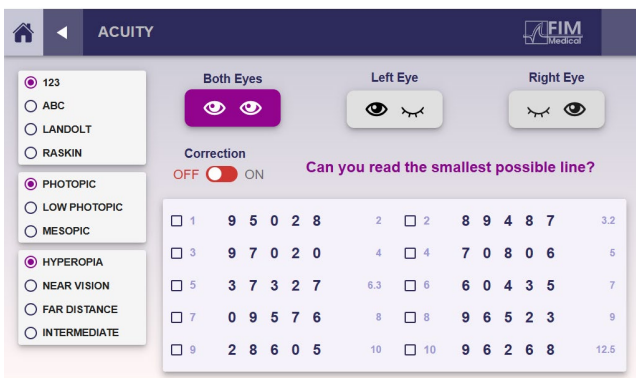 ACUITY
FIM
Medical
123
ABC
LANDOLT
RASKIN
PHOTOPIC
LOW PHOTOPIC
MESOPIC
HYPEROPIA
NEAR VISION
FAR DISTANCE
INTERMEDIATE
Both Eyes
Left Eye
Right Eye
Correction
OFF ON
Can you read the smallest possible line?
1 9 5 0 2 8 2 2 8 9 4 8 7 3.2
3 9 7 0 2 0 4 4 7 0 8 0 6 5
5 3 7 3 2 7 6.3 6 6 0 4 3 5 7
7 0 9 5 7 6 8 8 9 6 5 2 3 9
9 2 8 6 0 5 10 10 9 6 2 6 8 12.5